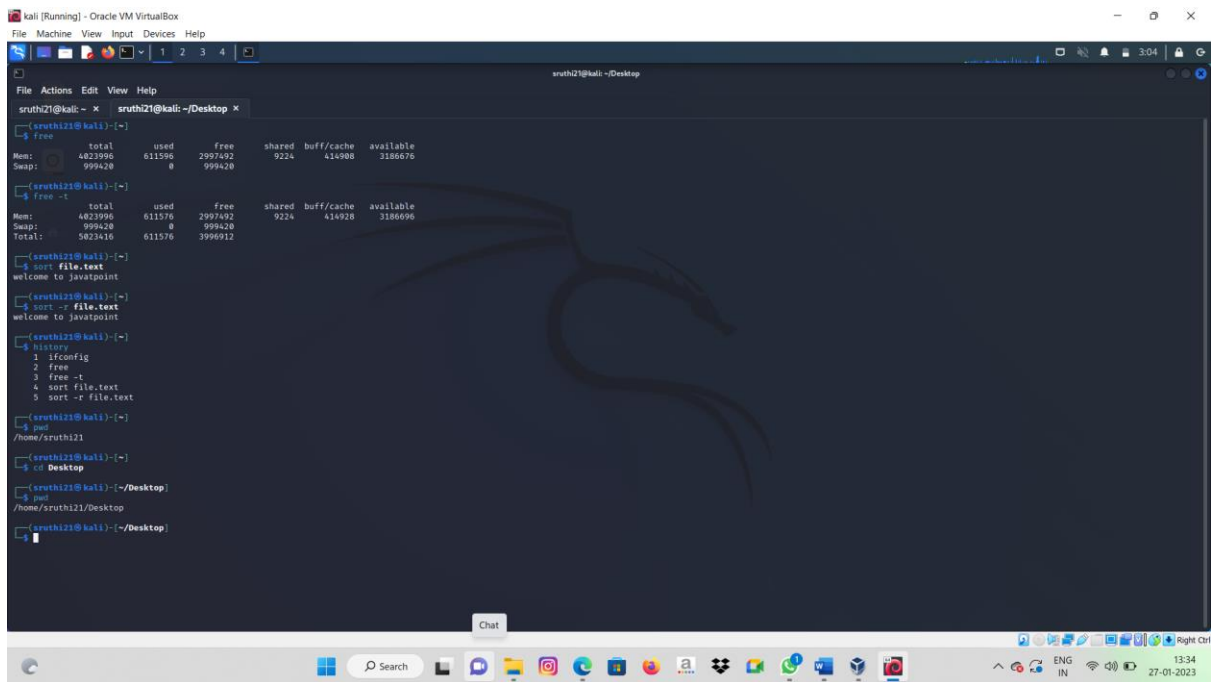 kali [Running] - Oracle VM VirtualBox
File Machine View Input Devices Help
1 2 3 4
3:04
sruthi21@kali: ~/Desktop
File Actions Edit View Help
sruthi21@kali: ~ × sruthi21@kali: ~/Desktop ×
(sruthi21㉿kali)-[~]
$ free
total used free shared buff/cache available
Mem: 4023996 611596 2997492 9224 414908 3186676
Swap: 999420 0 999420
(sruthi21㉿kali)-[~]
$ free -t
total used free shared buff/cache available
Mem: 4023996 611576 2997492 9224 414928 3186696
Swap: 999420 0 999420
Total: 5023416 611576 3996912
(sruthi21㉿kali)-[~]
$ sort file.text
welcome to javatpoint
(sruthi21㉿kali)-[~]
$ sort -r file.text
welcome to javatpoint
(sruthi21㉿kali)-[~]
$ history
1 ifconfig
2 free
3 free -t
4 sort file.text
5 sort -r file.text
(sruthi21㉿kali)-[~]
$ pwd
/home/sruthi21
(sruthi21㉿kali)-[~]
$ cd Desktop
(sruthi21㉿kali)-[~/Desktop]
$ pwd
/home/sruthi21/Desktop
(sruthi21㉿kali)-[~/Desktop]
$
Chat
Right Ctrl
Search
ENG
IN
13:34
27-01-2023